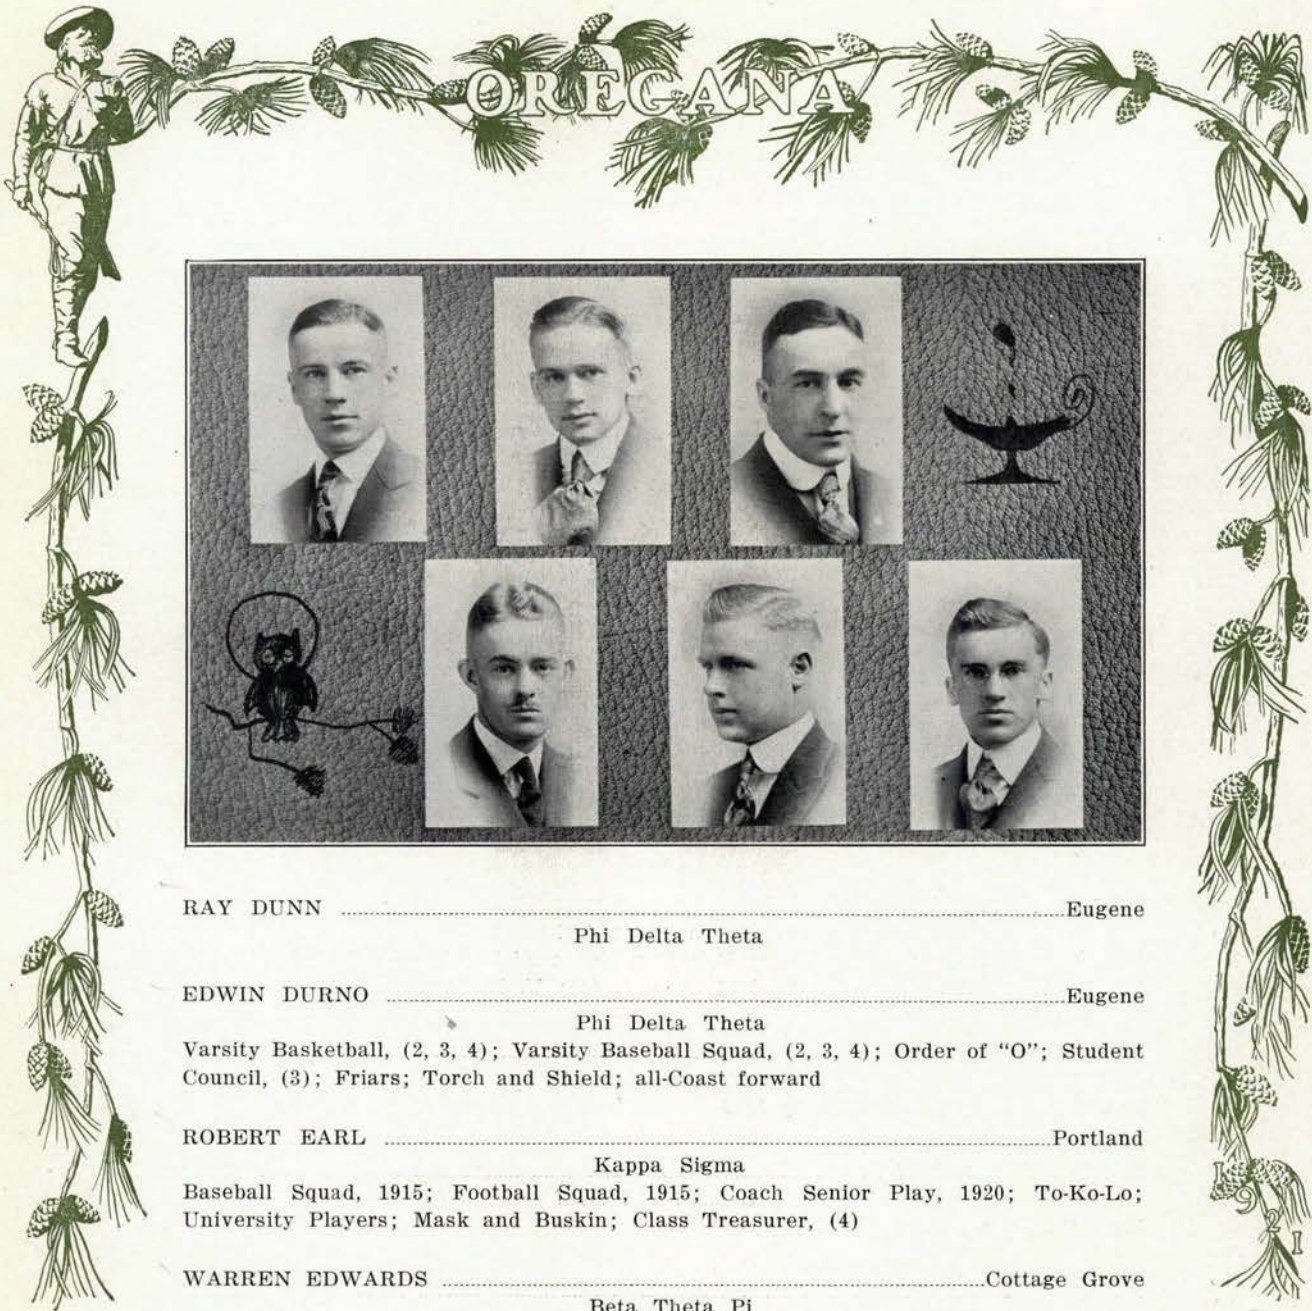 OREGANA
RAY DUNN ........ Eugene
Phi Delta Theta
EDWIN DURNO ........ Eugene
Phi Delta Theta
Varsity Basketball, (2, 3, 4); Varsity Baseball Squad, (2, 3, 4); Order of “O”; Student
Council, (3); Friars; Torch and Shield; all-Coast forward
ROBERT EARL ........ Portland
Kappa Sigma
Baseball Squad, 1915; Football Squad, 1915; Coach Senior Play, 1920; To-Ko-Lo;
University Players; Mask and Buskin; Class Treasurer, (4)
WARREN EDWARDS ........ Cottage Grove
Beta Theta Pi
1921